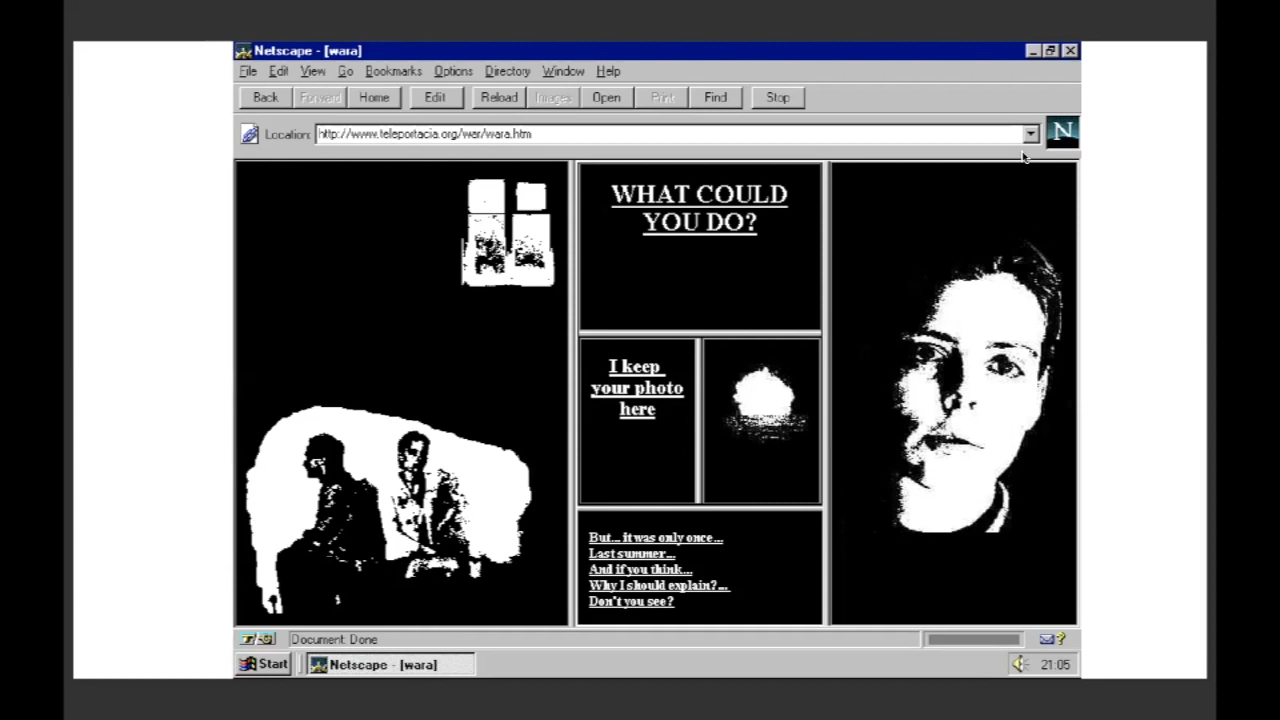 Netscape - [wara]
File Edit View Go Bookmarks Options Directory Window Help
Back Forward Home Edit Reload Images Open Print Find Stop
Location: http://www.teleportacia.org/war/wara.htm
N
WHAT COULD
YOU DO?
I keep
your photo
here
But... it was only once...
Last summer...
And if you think...
Why I should explain?...
Don't you see?
Document: Done
Start Netscape - [wara] 21:05